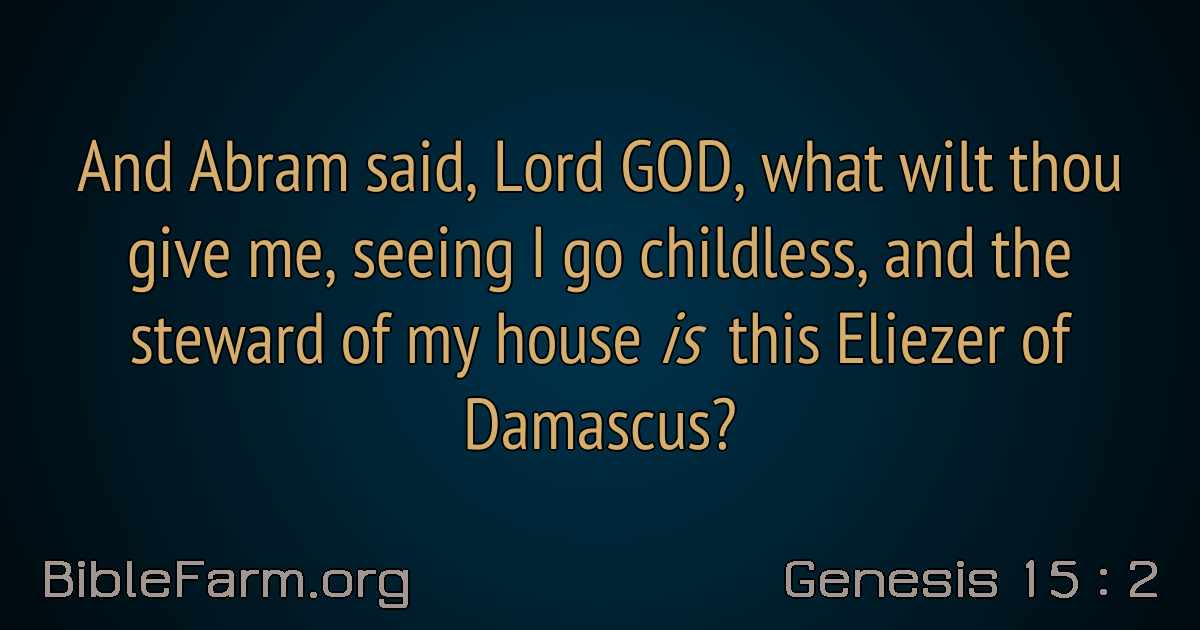 And Abram said, Lord GOD, what wilt thou
give me, seeing I go childless, and the
steward of my house is this Eliezer of
Damascus?
BibleFarm.org
Genesis 15 : 2